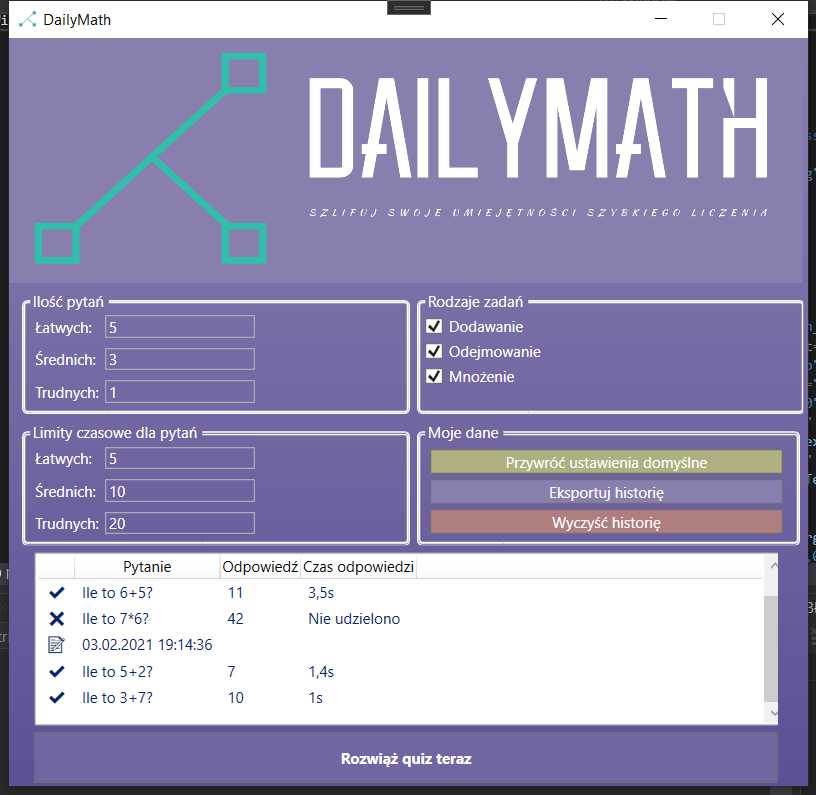 DailyMath
DAILYMATH
SZLIFUJ SWOJE UMIEJĘTNOŚCI SZYBKIEGO LICZENIA
Ilość pytań
Łatwych: 5
Średnich: 3
Trudnych: 1
Rodzaje zadań
Dodawanie
Odejmowanie
Mnożenie
Limity czasowe dla pytań
Łatwych: 5
Średnich: 10
Trudnych: 20
Moje dane
Przywróć ustawienia domyślne
Eksportuj historię
Wyczyść historię
Pytanie Odpowiedź Czas odpowiedzi
Ile to 6+5? 11 3,5s
Ile to 7*6? 42 Nie udzielono
03.02.2021 19:14:36
Ile to 5+2? 7 1,4s
Ile to 3+7? 10 1s
Rozwiąż quiz teraz